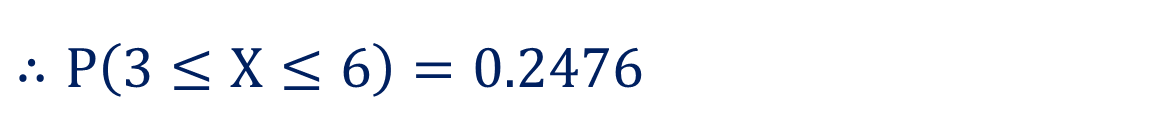 ∴ P(3 ≤ X ≤ 6) = 0.2476